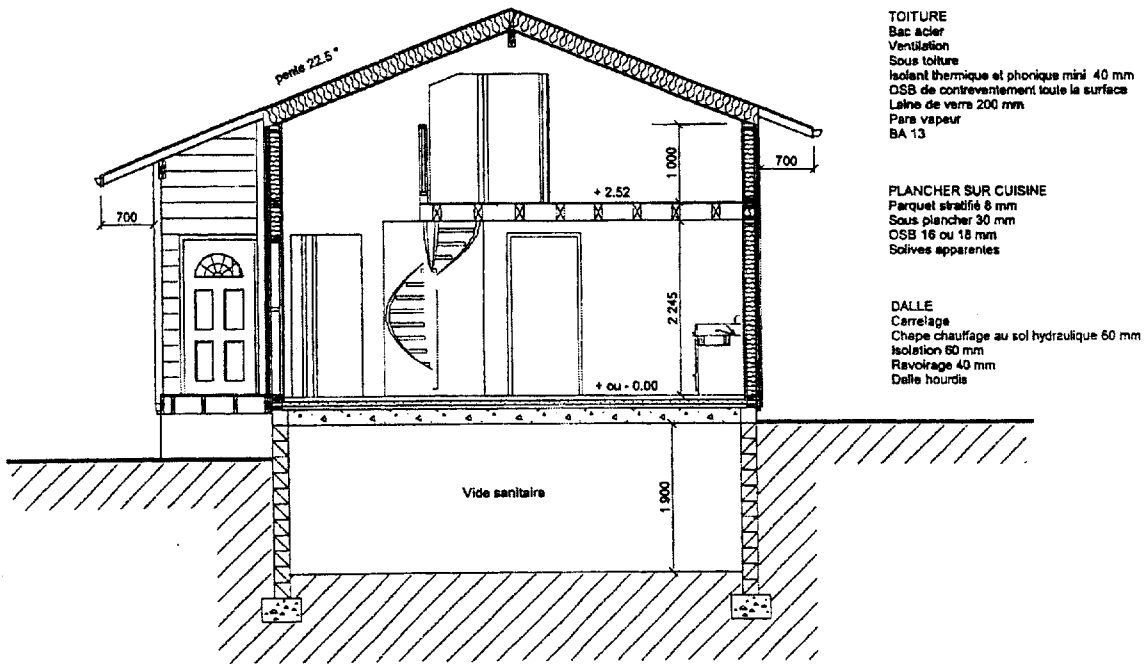 TOITURE
Bac acier
Ventilation
Sous toiture
Isolant thermique et phonique mini 40 mm
OSB de contreventement toute la surface
Laine de verre 200 mm
Pare vapeur
BA 13
pente 22.5 °
1 000
700
+ 2.52
PLANCHER SUR CUISINE
Parquet stratifié 8 mm
Sous plancher 30 mm
OSB 16 ou 18 mm
Solives apparentes
700
2 245
DALLE
Carrelage
Chape chauffage au sol hydraulique 60 mm
Isolation 60 mm
Ravoirage 40 mm
Dalle hourdis
+ ou - 0.00
Vide sanitaire
1 900